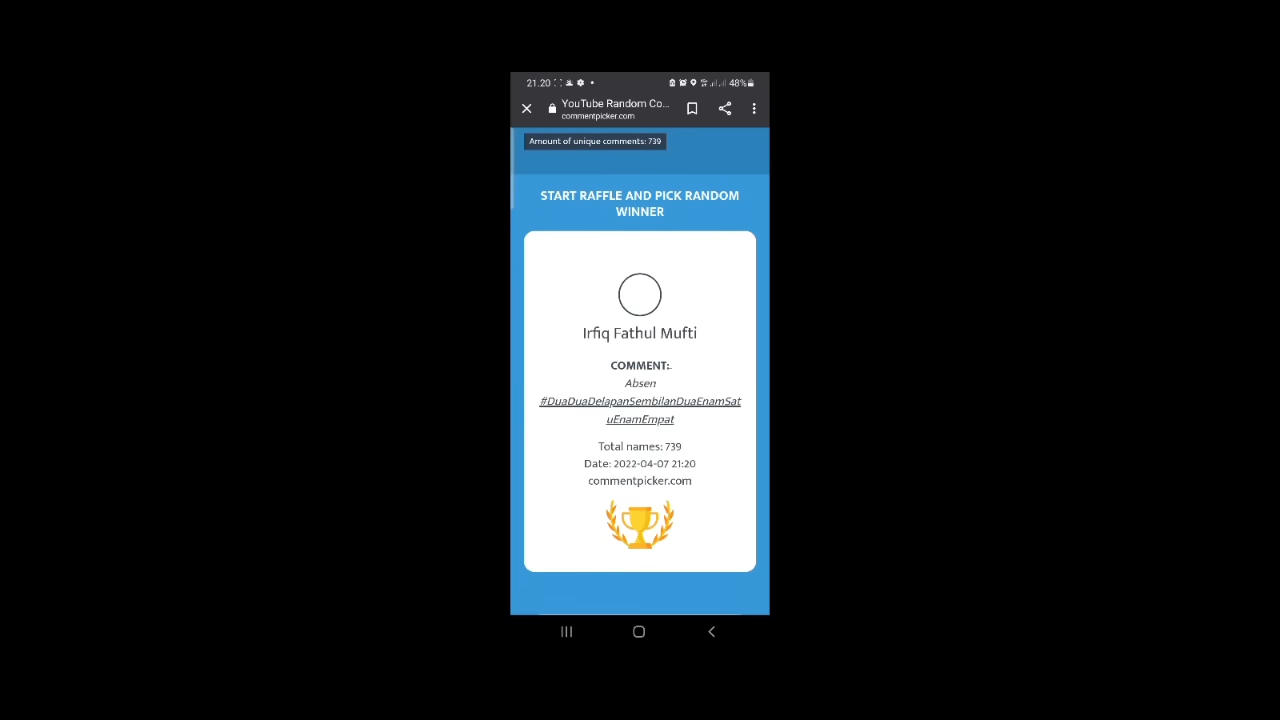 21.20 48%
YouTube Random Co...
commentpicker.com
Amount of unique comments: 739
START RAFFLE AND PICK RANDOM
WINNER
Irfiq Fathul Mufti
COMMENT:
Absen
#DuaDuaDelapanSembilanDuaEnamSat
uEnamEmpat
Total names: 739
Date: 2022-04-07 21:20
commentpicker.com